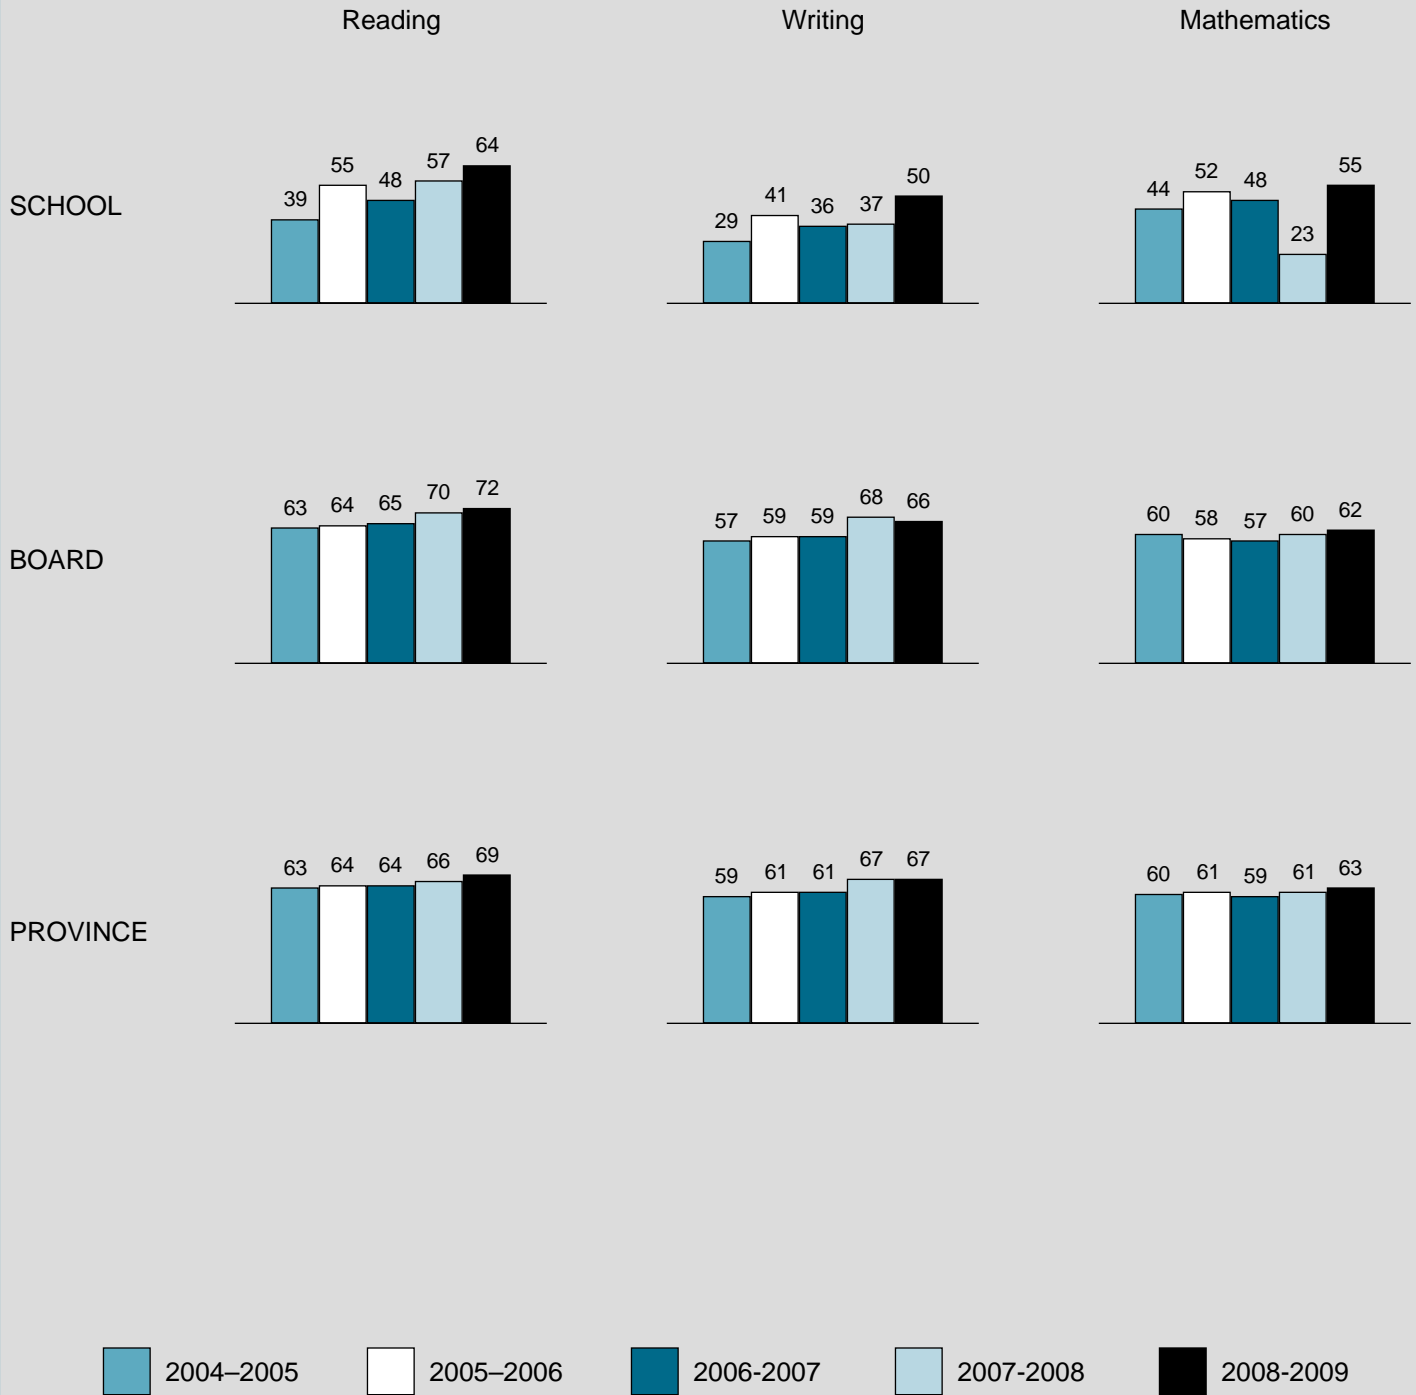 Reading Writing Mathematics
SCHOOL
39 55 48 57 64
29 41 36 37 50
44 52 48 23 55
BOARD
63 64 65 70 72
57 59 59 68 66
60 58 57 60 62
PROVINCE
63 64 64 66 69
59 61 61 67 67
60 61 59 61 63
2004–2005 2005–2006 2006-2007 2007-2008 2008-2009